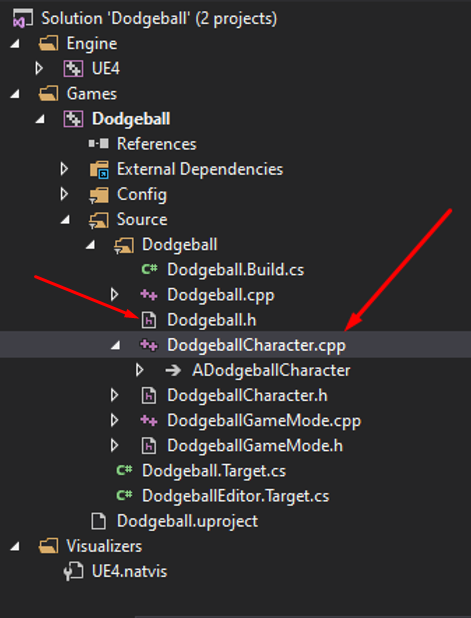 Solution 'Dodgeball' (2 projects)
Engine
UE4
Games
Dodgeball
References
External Dependencies
Config
Source
Dodgeball
C# Dodgeball.Build.cs
++ Dodgeball.cpp
h Dodgeball.h
++ DodgeballCharacter.cpp
ADodgeballCharacter
h DodgeballCharacter.h
++ DodgeballGameMode.cpp
h DodgeballGameMode.h
C# Dodgeball.Target.cs
C# DodgeballEditor.Target.cs
Dodgeball.uproject
Visualizers
UE4.natvis